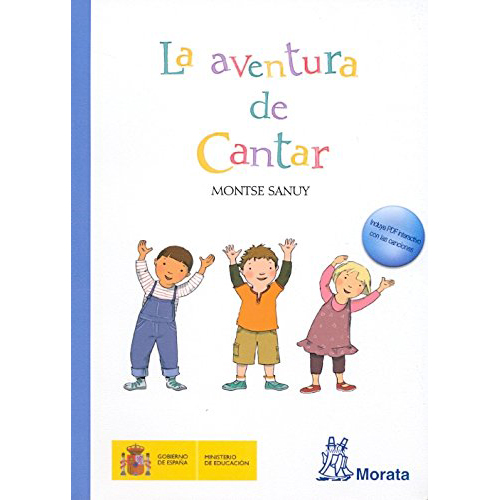 La aventura
de
Cantar
MONTSE SANUY
Incluye PDF interactivo
con las canciones
GOBIERNO
DE ESPAÑA
MINISTERIO
DE EDUCACIÓN
Morata